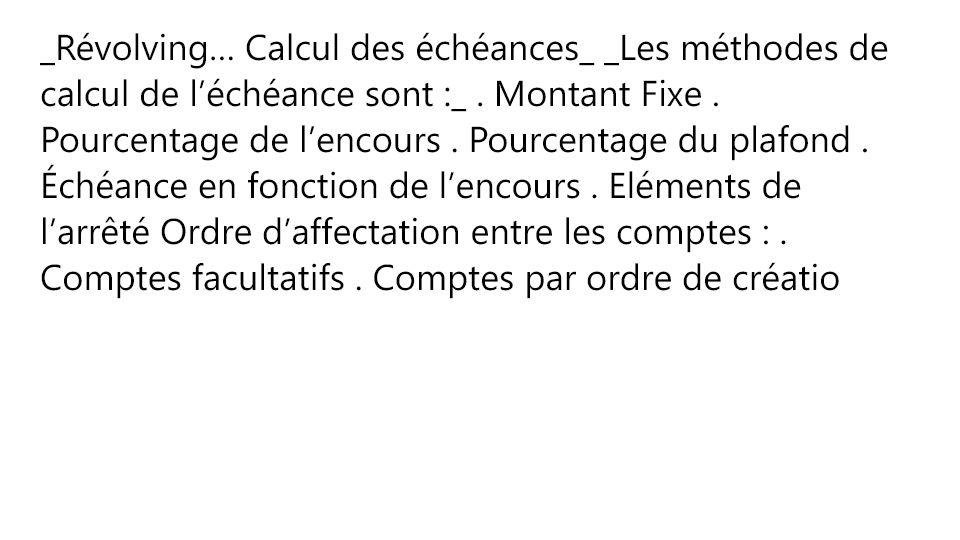 _Révolving... Calcul des échéances_ _Les méthodes de
calcul de l’échéance sont :_ . Montant Fixe .
Pourcentage de l’encours . Pourcentage du plafond .
Échéance en fonction de l’encours . Eléments de
l’arrêté Ordre d’affectation entre les comptes : .
Comptes facultatifs . Comptes par ordre de créatio